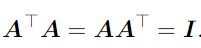 A⊤A = AA⊤ = I.